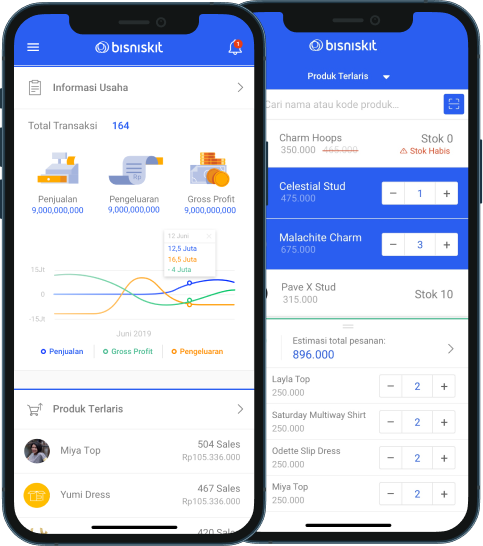 bisniskit
1
Informasi Usaha
Total Transaksi 164
Rp
Penjualan
9,000,000,000
Pengeluaran
9,000,000,000
Gross Profit
9,000,000,000
12 Juni
12,5 Juta
16,5 Juta
- 4 Juta
15Jt
0
-15Jt
Juni 2019
Penjualan
Gross Profit
Pengeluaran
Produk Terlaris
Miya Top
504 Sales
Rp105.336.000
Yumi Dress
467 Sales
Rp105.336.000
420 Sales
bisniskit
Produk Terlaris
Cari nama atau kode produk...
Charm Hoops
350.000 465.000
Stok 0
Stok Habis
Celestial Stud
475.000
− 1 +
Malachite Charm
675.000
− 3 +
Pave X Stud
315.000
Stok 10
Estimasi total pesanan:
896.000
Layla Top
250.000
− 2 +
Saturday Multiway Shirt
250.000
− 2 +
Odette Slip Dress
250.000
− 2 +
Miya Top
250.000
− 2 +